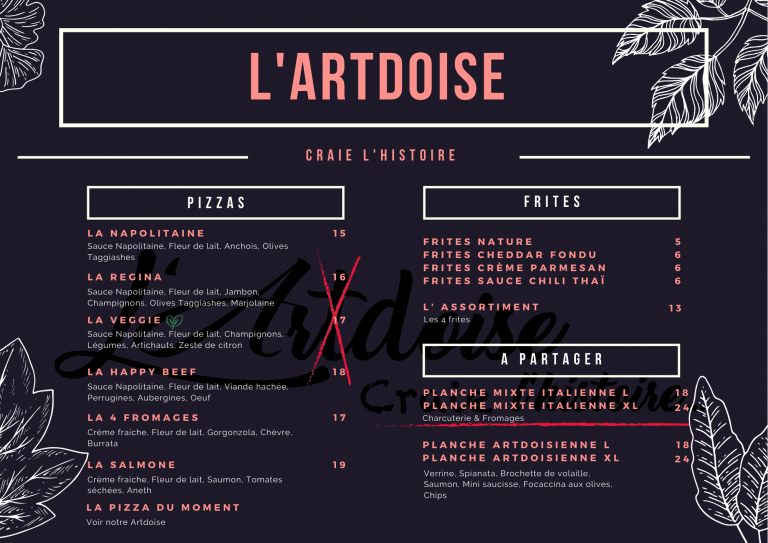 L'ARTDOISE
CRAIE L'HISTOIRE
PIZZAS
LA NAPOLITAINE 15
Sauce Napolitaine, Fleur de lait, Anchois, Olives
Taggiashes
LA REGINA 16
Sauce Napolitaine, Fleur de lait, Jambon,
Champignons, Olives Taggiashes, Marjolaine
LA VEGGIE 17
Sauce Napolitaine, Fleur de lait, Champignons,
Légumes, Artichauts, Zeste de citron
LA HAPPY BEEF 18
Sauce Napolitaine, Fleur de lait, Viande hachée,
Perrugines, Aubergines, Oeuf
LA 4 FROMAGES 17
Crème fraiche, Fleur de lait, Gorgonzola, Chèvre,
Burrata
LA SALMONE 19
Crème fraiche, Fleur de lait, Saumon, Tomates
séchées, Aneth
LA PIZZA DU MOMENT
Voir notre Artdoise
FRITES
FRITES NATURE 5
FRITES CHEDDAR FONDU 6
FRITES CRÈME PARMESAN 6
FRITES SAUCE CHILI THAÏ 6
L' ASSORTIMENT 13
Les 4 frites
A PARTAGER
PLANCHE MIXTE ITALIENNE L 18
PLANCHE MIXTE ITALIENNE XL 24
Charcuterie & Fromages
PLANCHE ARTDOISIENNE L 18
PLANCHE ARTDOISIENNE XL 24
Verrine, Spianata, Brochette de volaille,
Saumon, Mini saucisse, Focaccina aux olives,
Chips
L'Artdoise
Craie l'histoire